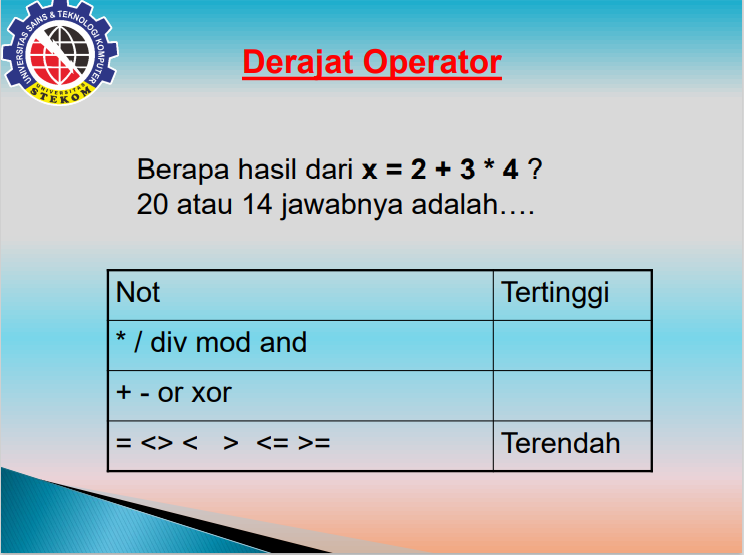 UNIVERSITAS SAINS & TEKNOLOGI KOMPUTER
UNIVERSITAS
STEKOM
Derajat Operator
Berapa hasil dari x = 2 + 3 * 4 ?
20 atau 14 jawabnya adalah….
Not Tertinggi
* / div mod and
+ - or xor
= <> < > <= >= Terendah